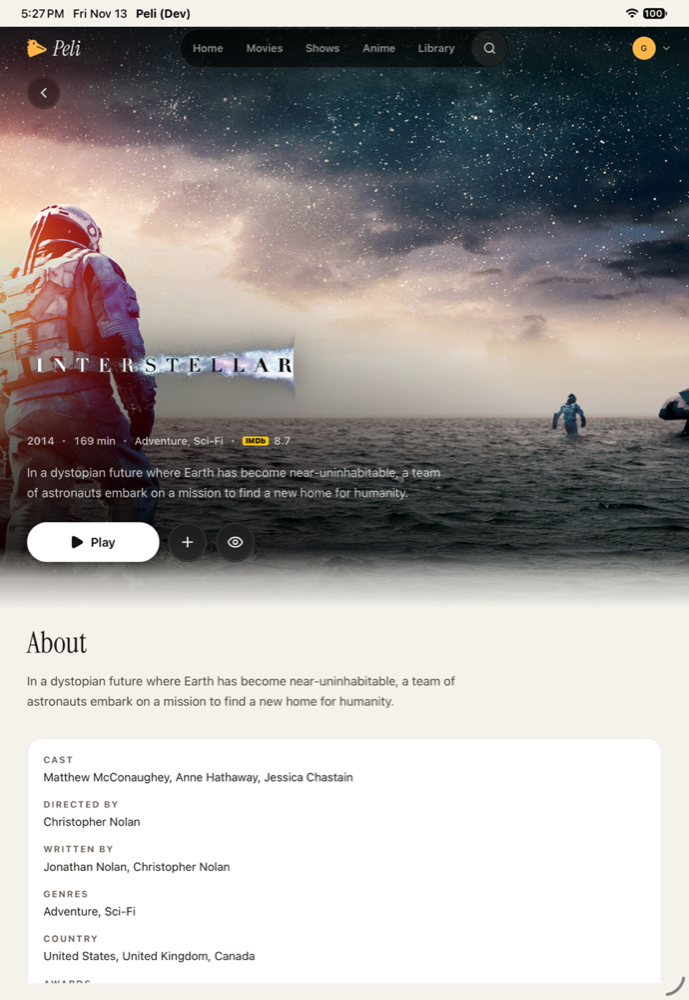 5:27 PM Fri Nov 13 Peli (Dev) 100
Peli Home Movies Shows Anime Library G
INTERSTELLAR
2014 • 169 min • Adventure, Sci-Fi • IMDb 8.7
In a dystopian future where Earth has become near-uninhabitable, a team
of astronauts embark on a mission to find a new home for humanity.
Play
About
In a dystopian future where Earth has become near-uninhabitable, a team of
astronauts embark on a mission to find a new home for humanity.
CAST
Matthew McConaughey, Anne Hathaway, Jessica Chastain
DIRECTED BY
Christopher Nolan
WRITTEN BY
Jonathan Nolan, Christopher Nolan
GENRES
Adventure, Sci-Fi
COUNTRY
United States, United Kingdom, Canada
AWARDS